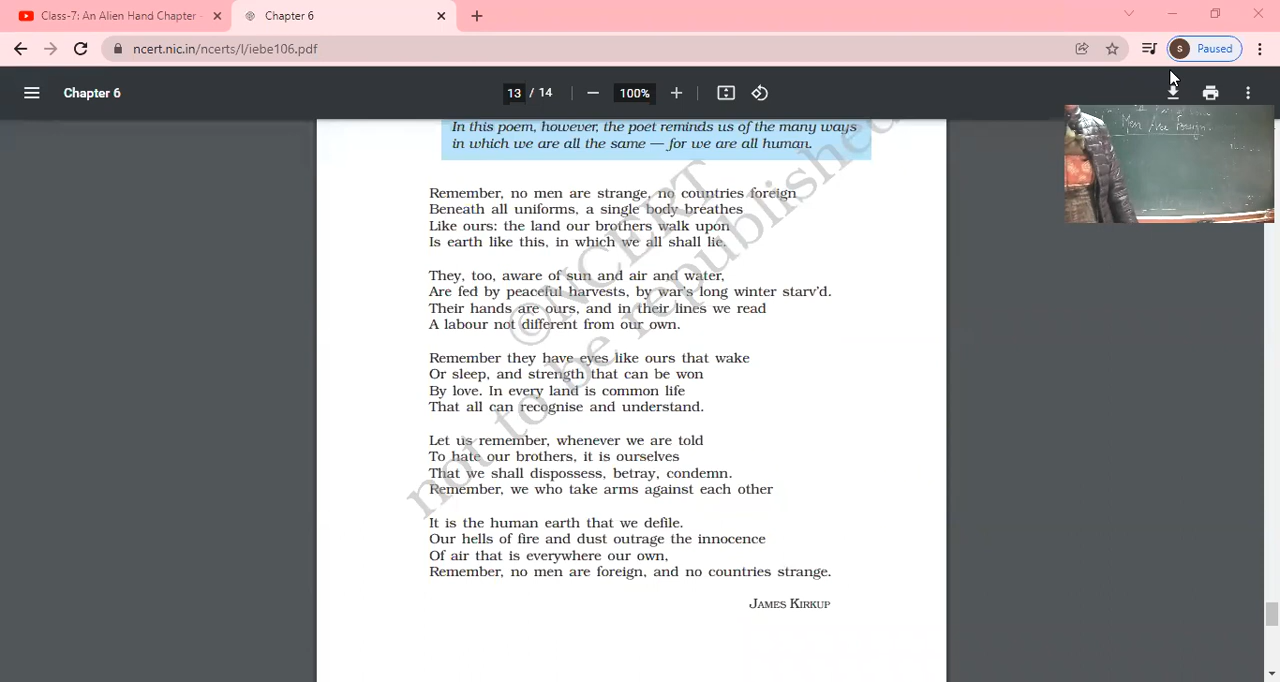 Class-7: An Alien Hand Chapter
Chapter 6
ncert.nic.in/ncerts/l/iebe106.pdf
S
Paused
Chapter 6
13 / 14
100%
Men Are Foreign
In this poem, however, the poet reminds us of the many ways
in which we are all the same — for we are all human.
Remember, no men are strange, no countries foreign
Beneath all uniforms, a single body breathes
Like ours: the land our brothers walk upon
Is earth like this, in which we all shall lie.
They, too, aware of sun and air and water,
Are fed by peaceful harvests, by war's long winter starv'd.
Their hands are ours, and in their lines we read
A labour not different from our own.
Remember they have eyes like ours that wake
Or sleep, and strength that can be won
By love. In every land is common life
That all can recognise and understand.
Let us remember, whenever we are told
To hate our brothers, it is ourselves
That we shall dispossess, betray, condemn.
Remember, we who take arms against each other
It is the human earth that we defile.
Our hells of fire and dust outrage the innocence
Of air that is everywhere our own,
Remember, no men are foreign, and no countries strange.
JAMES KIRKUP
©NCERT
not to be republished